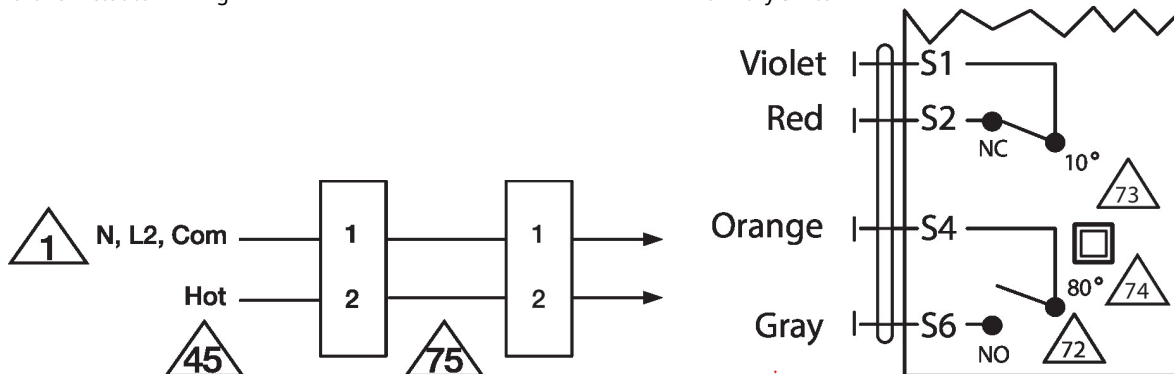 Violet S1
Red S2
NC
10°
73
1 N, L2, Com 1 1
Orange S4
Hot 2 2
80° 74
Gray S6
NO
72
45 75